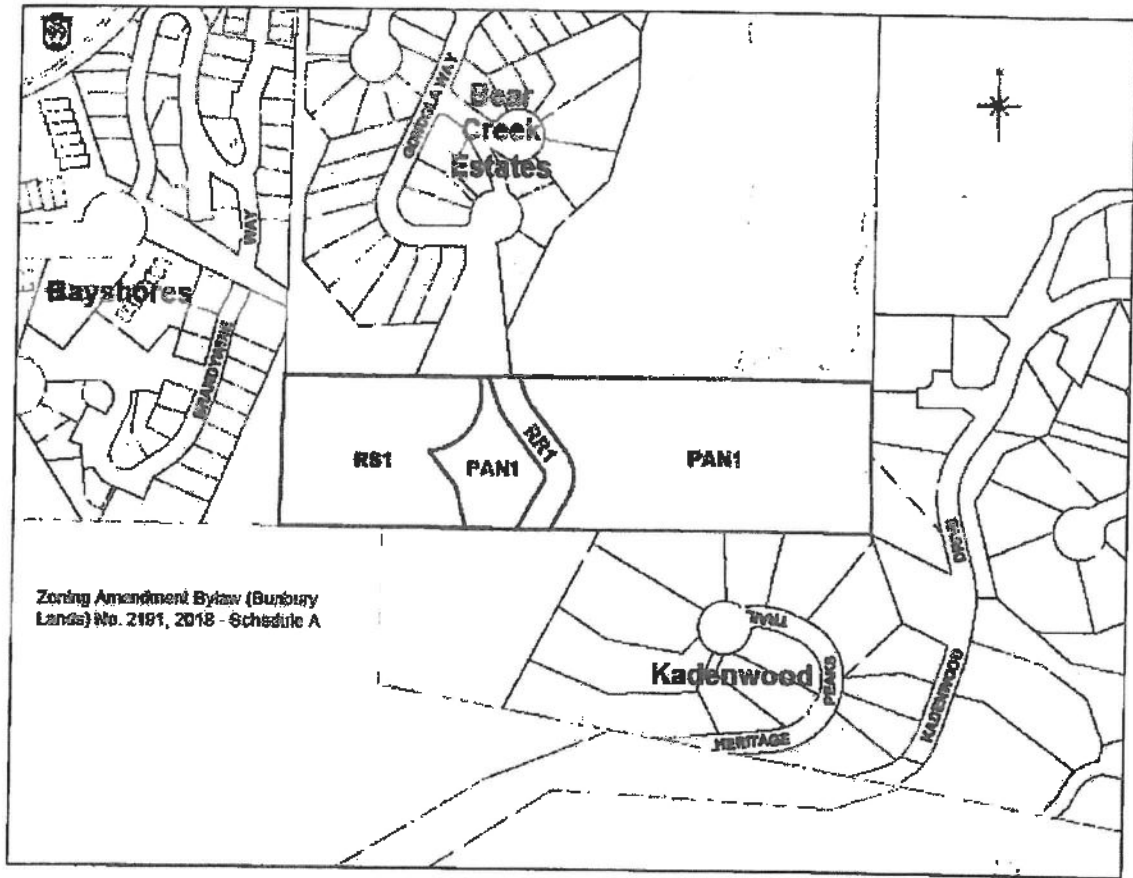 99
GONDOLA WAY
Bear
Creek
Estates
WAY
Bayshores
BRANDYWINE
RS1
PAN1
RR1
PAN1
DRIVE
Zoning Amendment Bylaw (Bunbury
Lands) No. 2191, 2018 - Schedule A
TRAIL
Kadenwood
PEAKS
KADENWOOD
HERITAGE